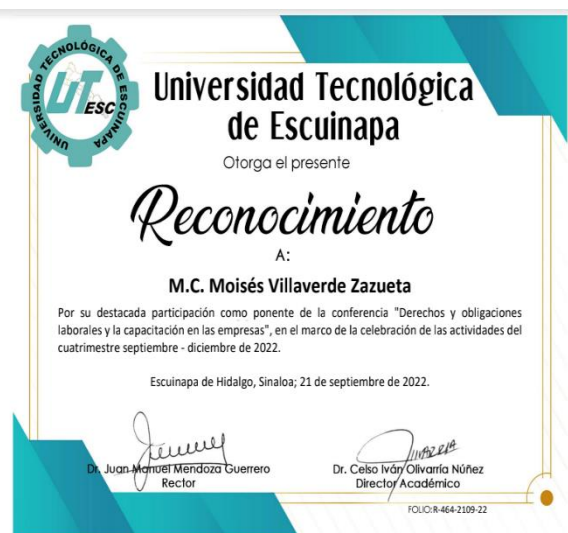 UNIVERSIDAD TECNOLÓGICA DE ESCUINAPA
UTESC
Universidad Tecnológica
de Escuinapa
Otorga el presente
Reconocimiento
A:
M.C. Moisés Villaverde Zazueta
Por su destacada participación como ponente de la conferencia "Derechos y obligaciones
laborales y la capacitación en las empresas", en el marco de la celebración de las actividades del
cuatrimestre septiembre - diciembre de 2022.
Escuinapa de Hidalgo, Sinaloa; 21 de septiembre de 2022.
Dr. Juan Manuel Mendoza Guerrero
Rector
Dr. Celso Iván Olivarría Núñez
Director Académico
FOLIO: R-464-2109-22